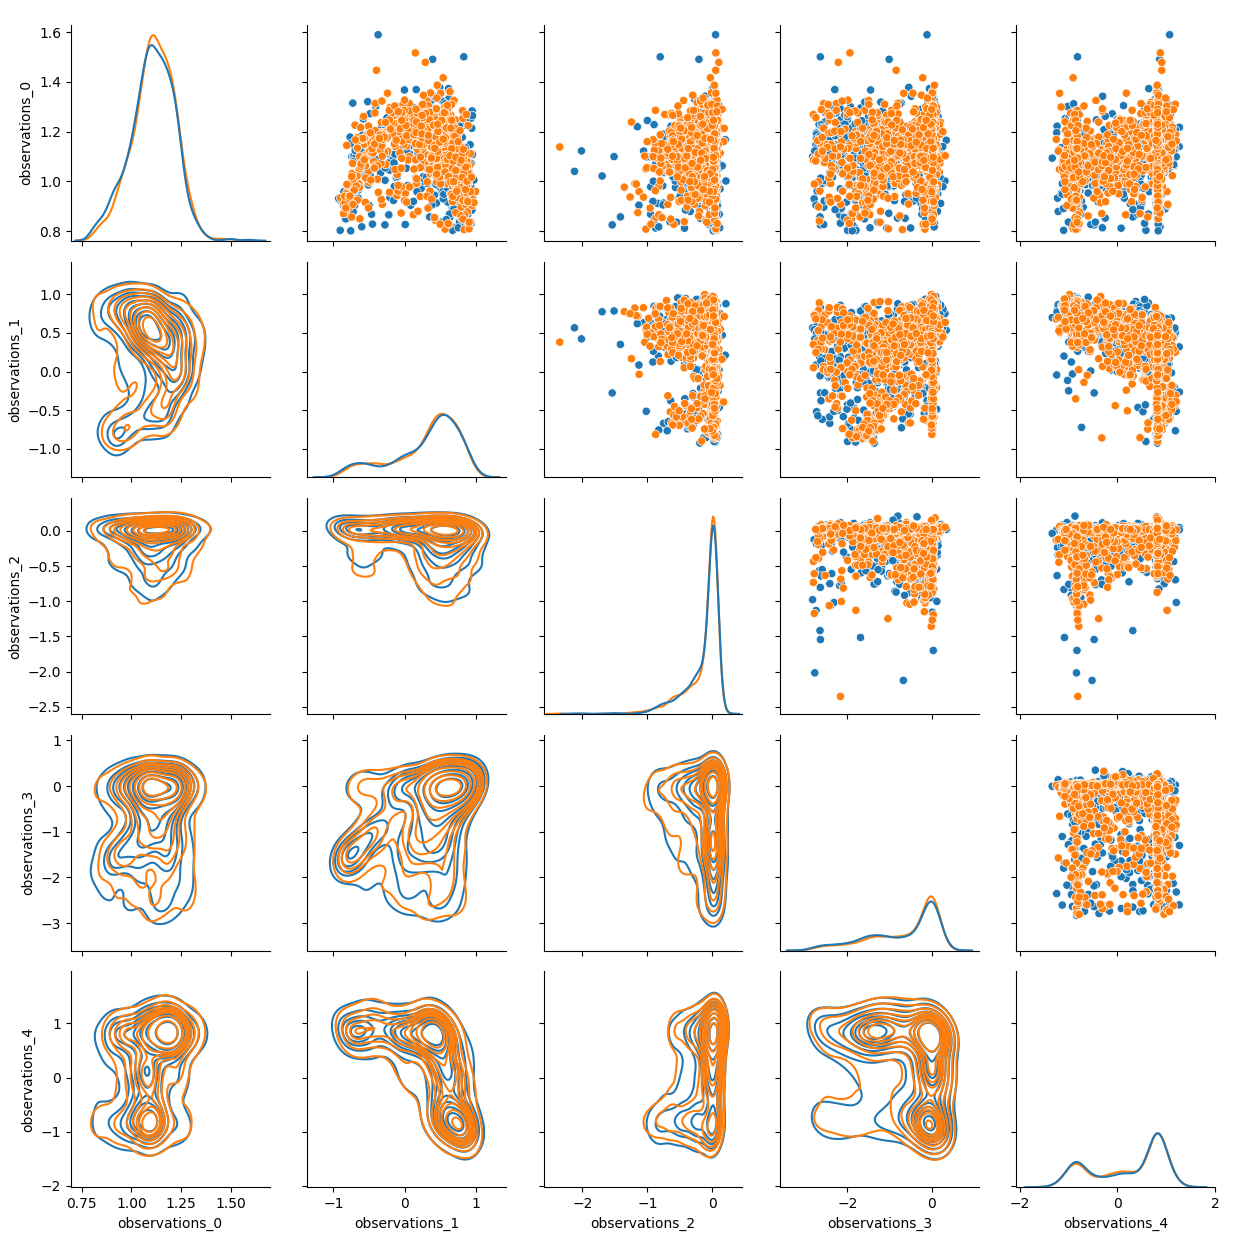 1.6
1.4
1.2
1.0
0.8
observations_0
1.0
0.5
0.0
−0.5
−1.0
observations_1
0.0
−0.5
−1.0
−1.5
−2.0
−2.5
observations_2
1
0
−1
−2
−3
observations_3
1
0
−1
−2
observations_4
0.75 1.00 1.25 1.50
−1 0 1
−2 −1 0
−2 0
−2 0 2
observations_0 observations_1 observations_2 observations_3 observations_4